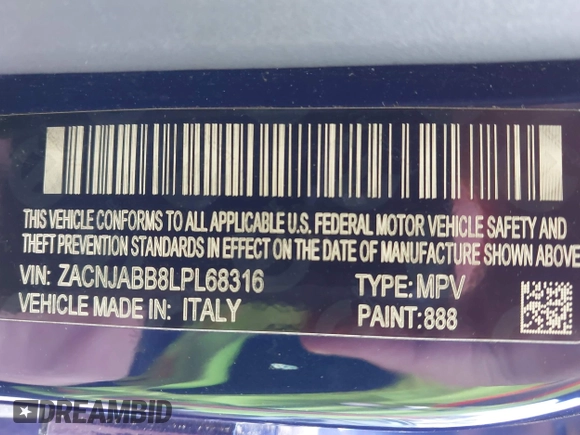 THIS VEHICLE CONFORMS TO ALL APPLICABLE U.S. FEDERAL MOTOR VEHICLE SAFETY AND
THEFT PREVENTION STANDARDS IN EFFECT ON THE DATE OF MANUFACTURE SHOWN ABOVE
VIN: ZACNJABB8LPL68316 TYPE: MPV
VEHICLE MADE IN: ITALY PAINT: 888
DREAMBID